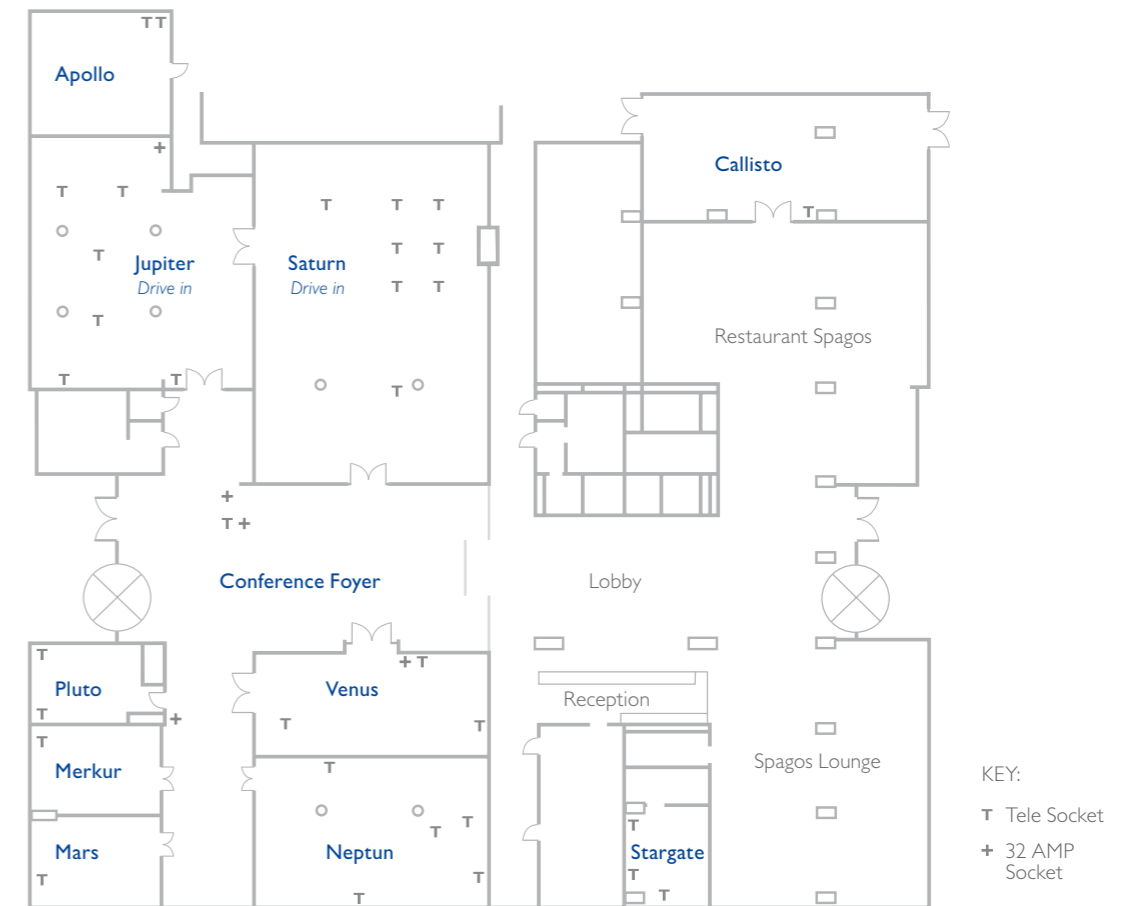 T T
Apollo
+
T T
T
Jupiter
Drive in
T
T T
T T T
T T
Saturn
Drive in
T T
T
Callisto
T
Restaurant Spagos
+
T +
Conference Foyer
Lobby
T
Pluto
T
+
+ T
Venus
T T
Reception
T
Merkur
Spagos Lounge
Mars
T
T
T
T
Neptun
T
T
T
Stargate
T
T
KEY:
T Tele Socket
+ 32 AMP
Socket